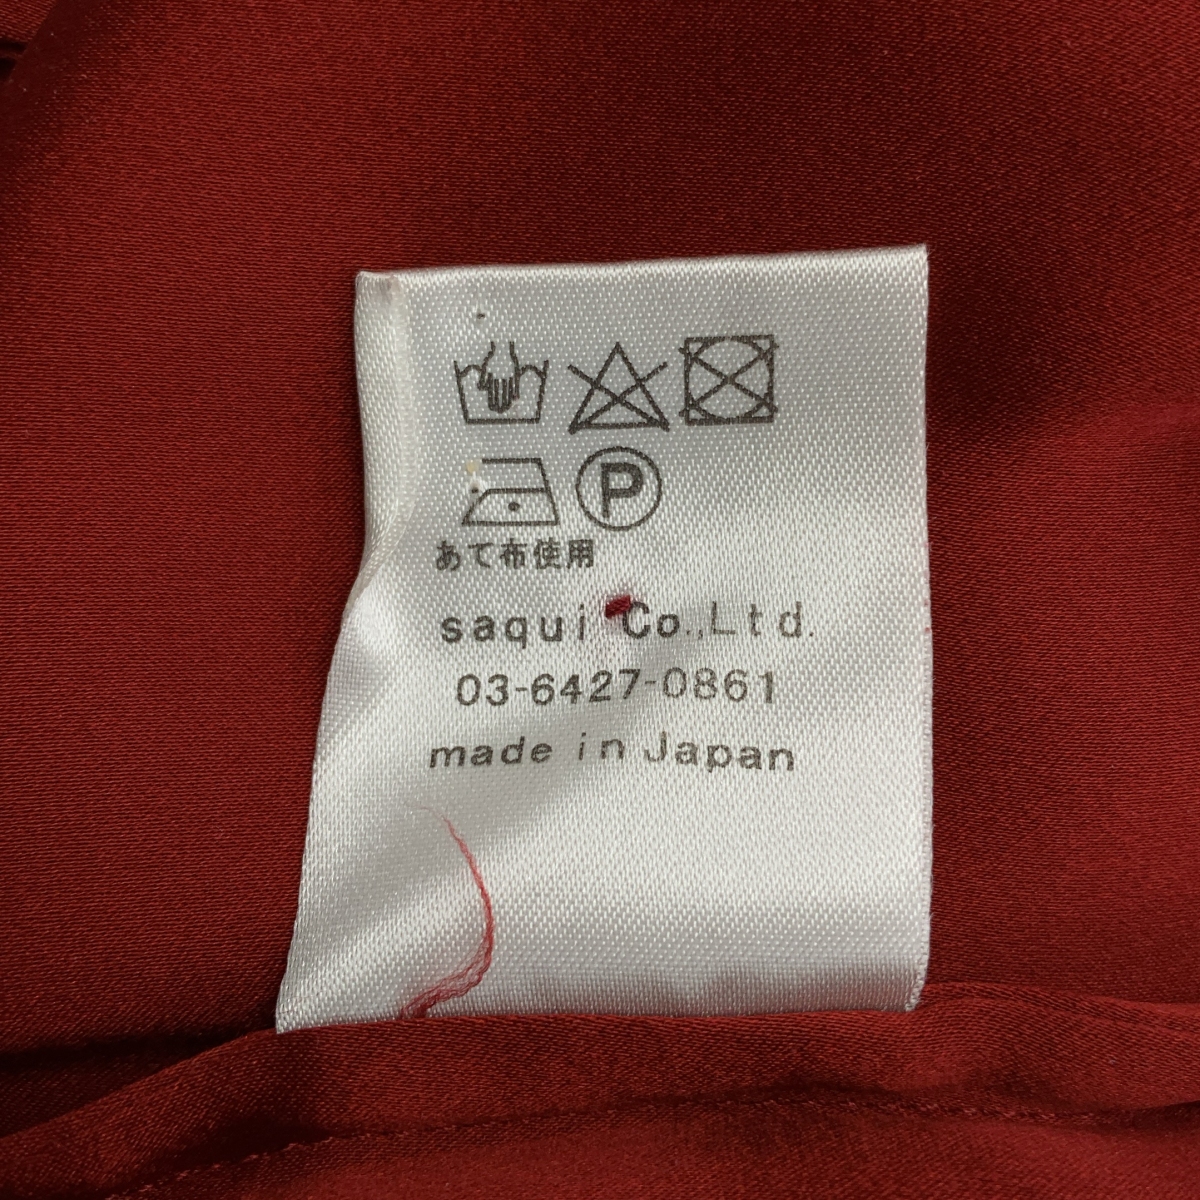 P
あて布使用
saqui Co.,Ltd.
03-6427-0861
made in Japan